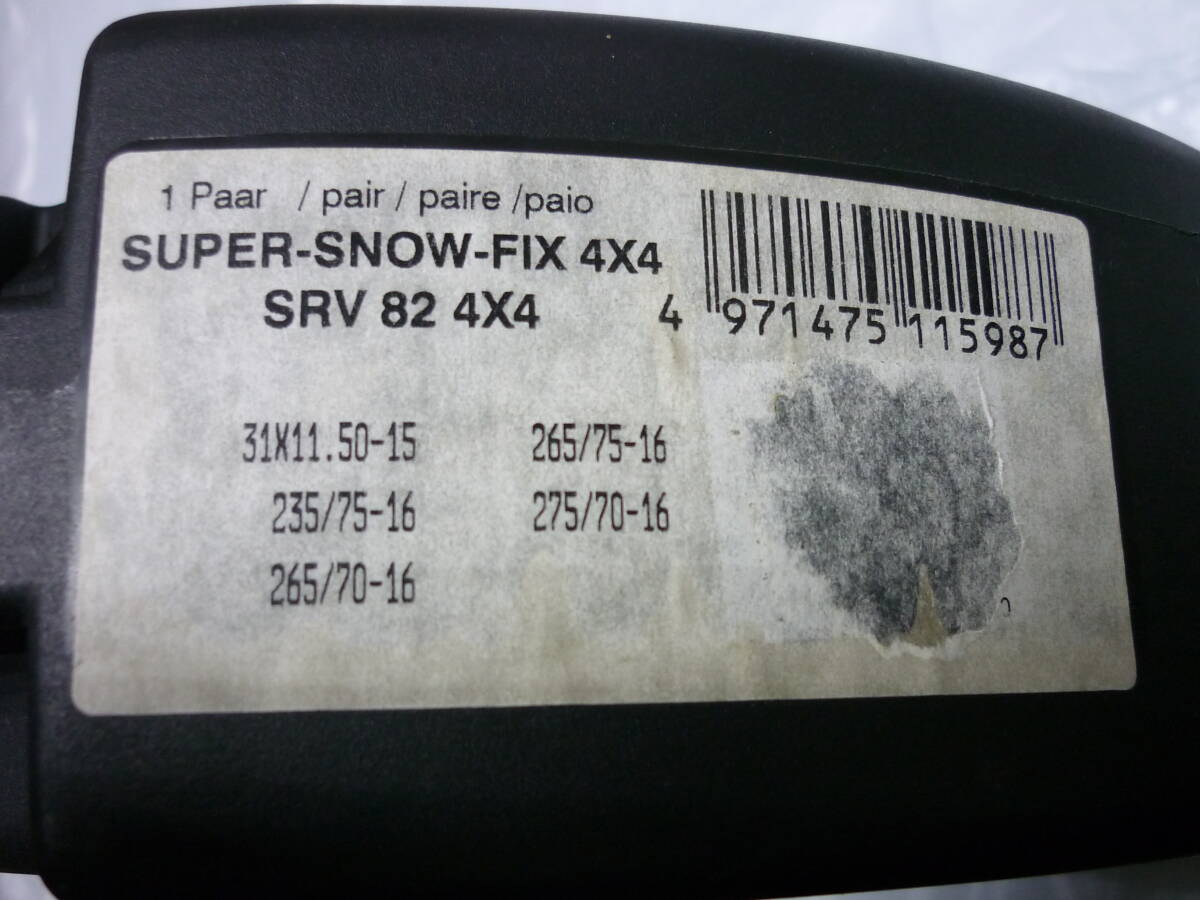 1 Paar / pair / paire /paio
SUPER-SNOW-FIX 4X4
SRV 82 4X4
4 971475 115987
31X11.50-15 265/75-16
235/75-16 275/70-16
265/70-16